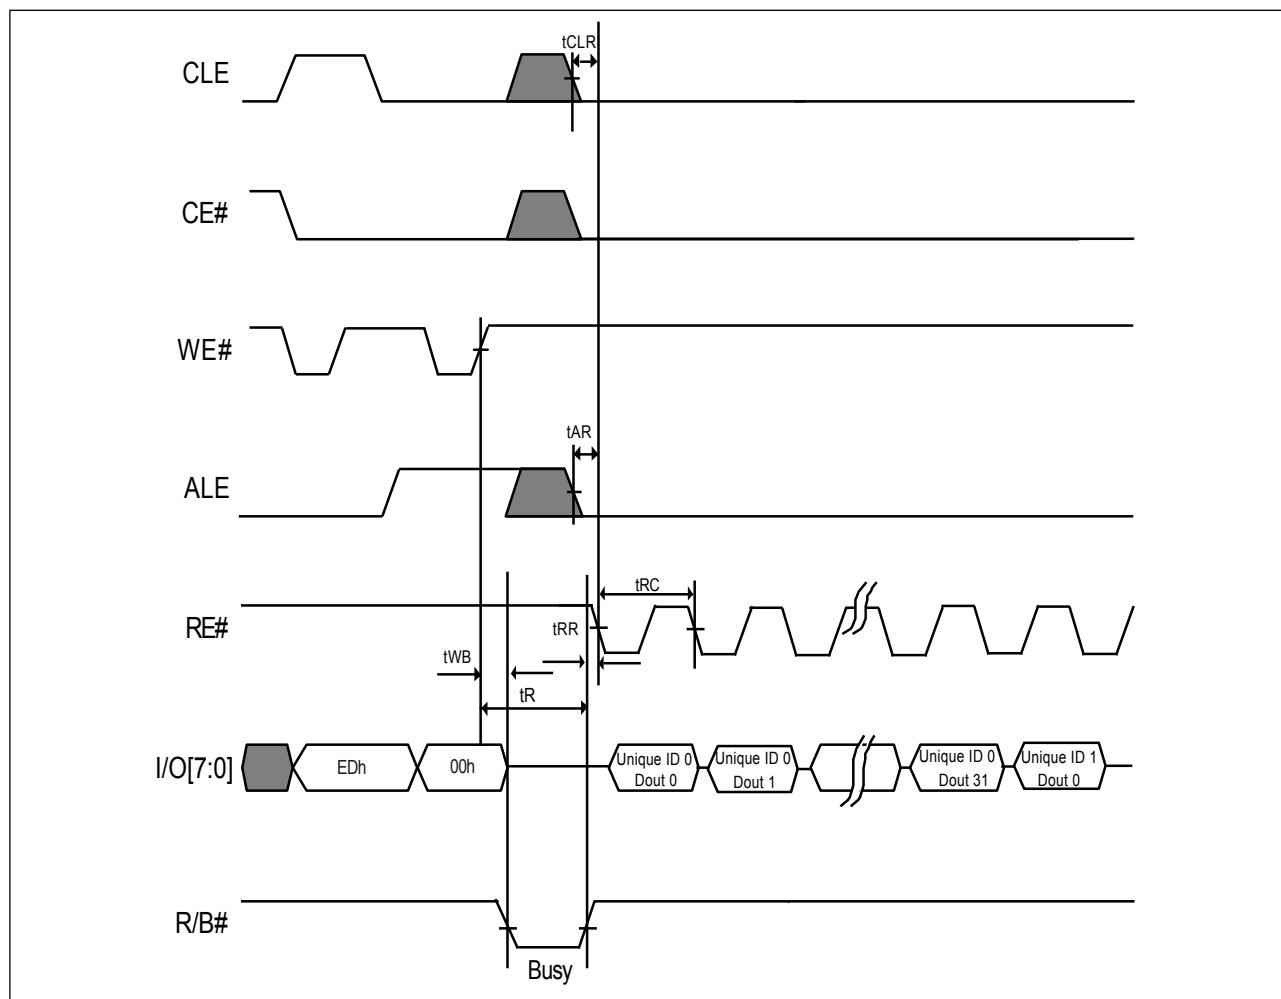 tCLR
CLE
CE#
WE#
tAR
ALE
tRC
RE#
tRR
tWB
tR
I/O[7:0]
EDh
00h
Unique ID 0
Dout 0
Unique ID 0
Dout 1
Unique ID 0
Dout 31
Unique ID 1
Dout 0
R/B#
Busy